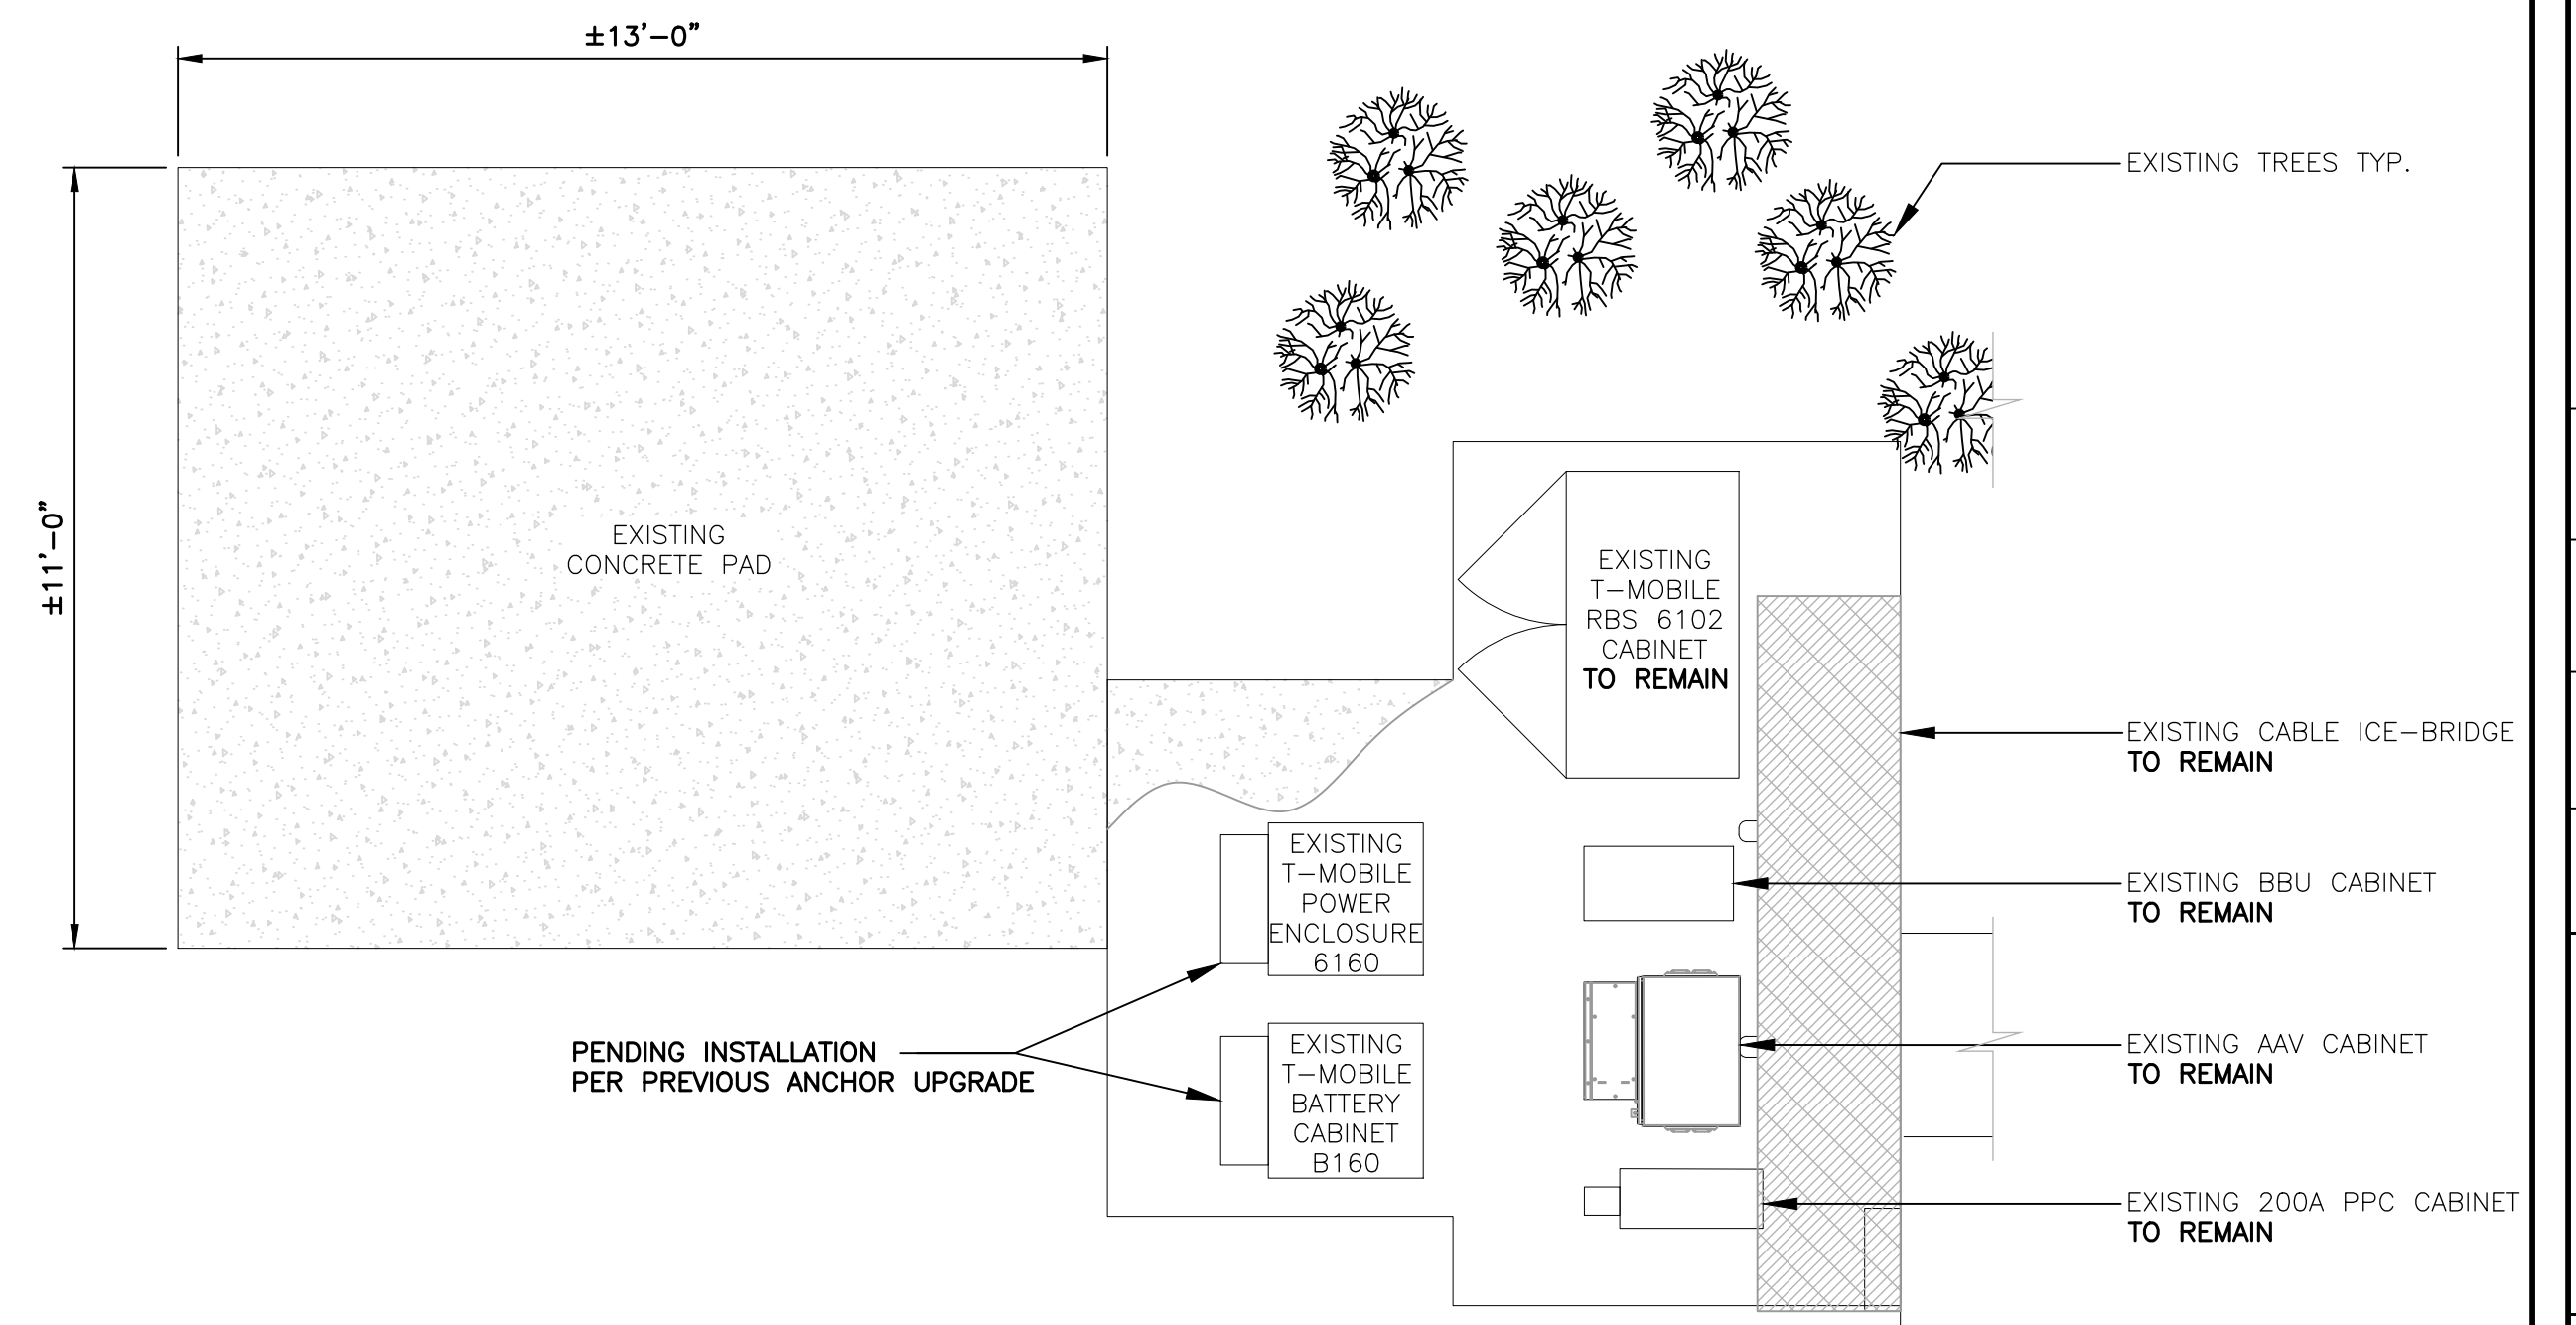 ±13'-0"
EXISTING TREES TYP.
±11'-0"
EXISTING
CONCRETE PAD
EXISTING
T-MOBILE
RBS 6102
CABINET
TO REMAIN
EXISTING CABLE ICE-BRIDGE
TO REMAIN
EXISTING
T-MOBILE
POWER
ENCLOSURE
6160
EXISTING BBU CABINET
TO REMAIN
PENDING INSTALLATION
PER PREVIOUS ANCHOR UPGRADE
EXISTING
T-MOBILE
BATTERY
CABINET
B160
EXISTING AAV CABINET
TO REMAIN
EXISTING 200A PPC CABINET
TO REMAIN